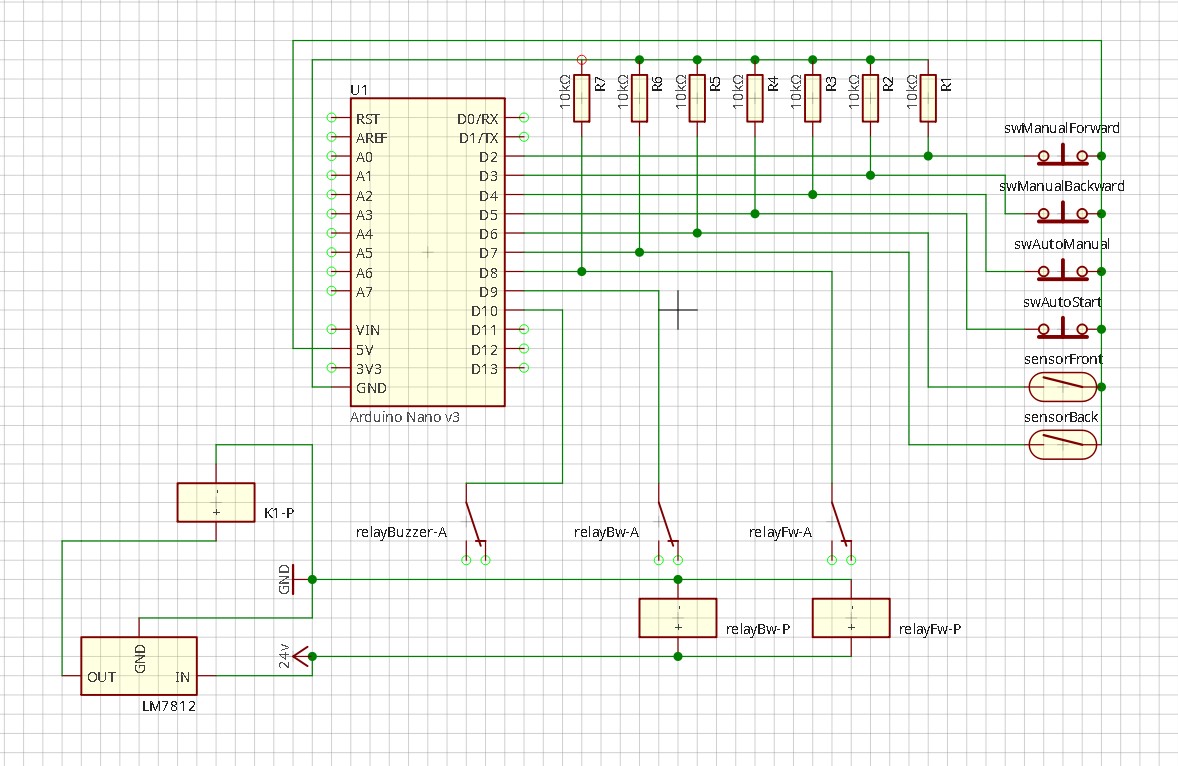 10kΩ R7
10kΩ R6
10kΩ R5
10kΩ R4
10kΩ R3
10kΩ R2
10kΩ R1
U1
RST D0/RX
AREF D1/TX
A0 D2
A1 D3
A2 D4
A3 D5
A4 D6
A5 D7
A6 D8
A7 D9
D10
VIN D11
5V D12
3V3 D13
GND
Arduino Nano v3
swManualForward
swManualBackward
swAutoManual
swAutoStart
sensorFront
sensorBack
-
+
K1-P
relayBuzzer-A
relayBw-A
relayFw-A
GND
-
+
relayBw-P
-
+
relayFw-P
24v
GND
OUT IN
LM7812